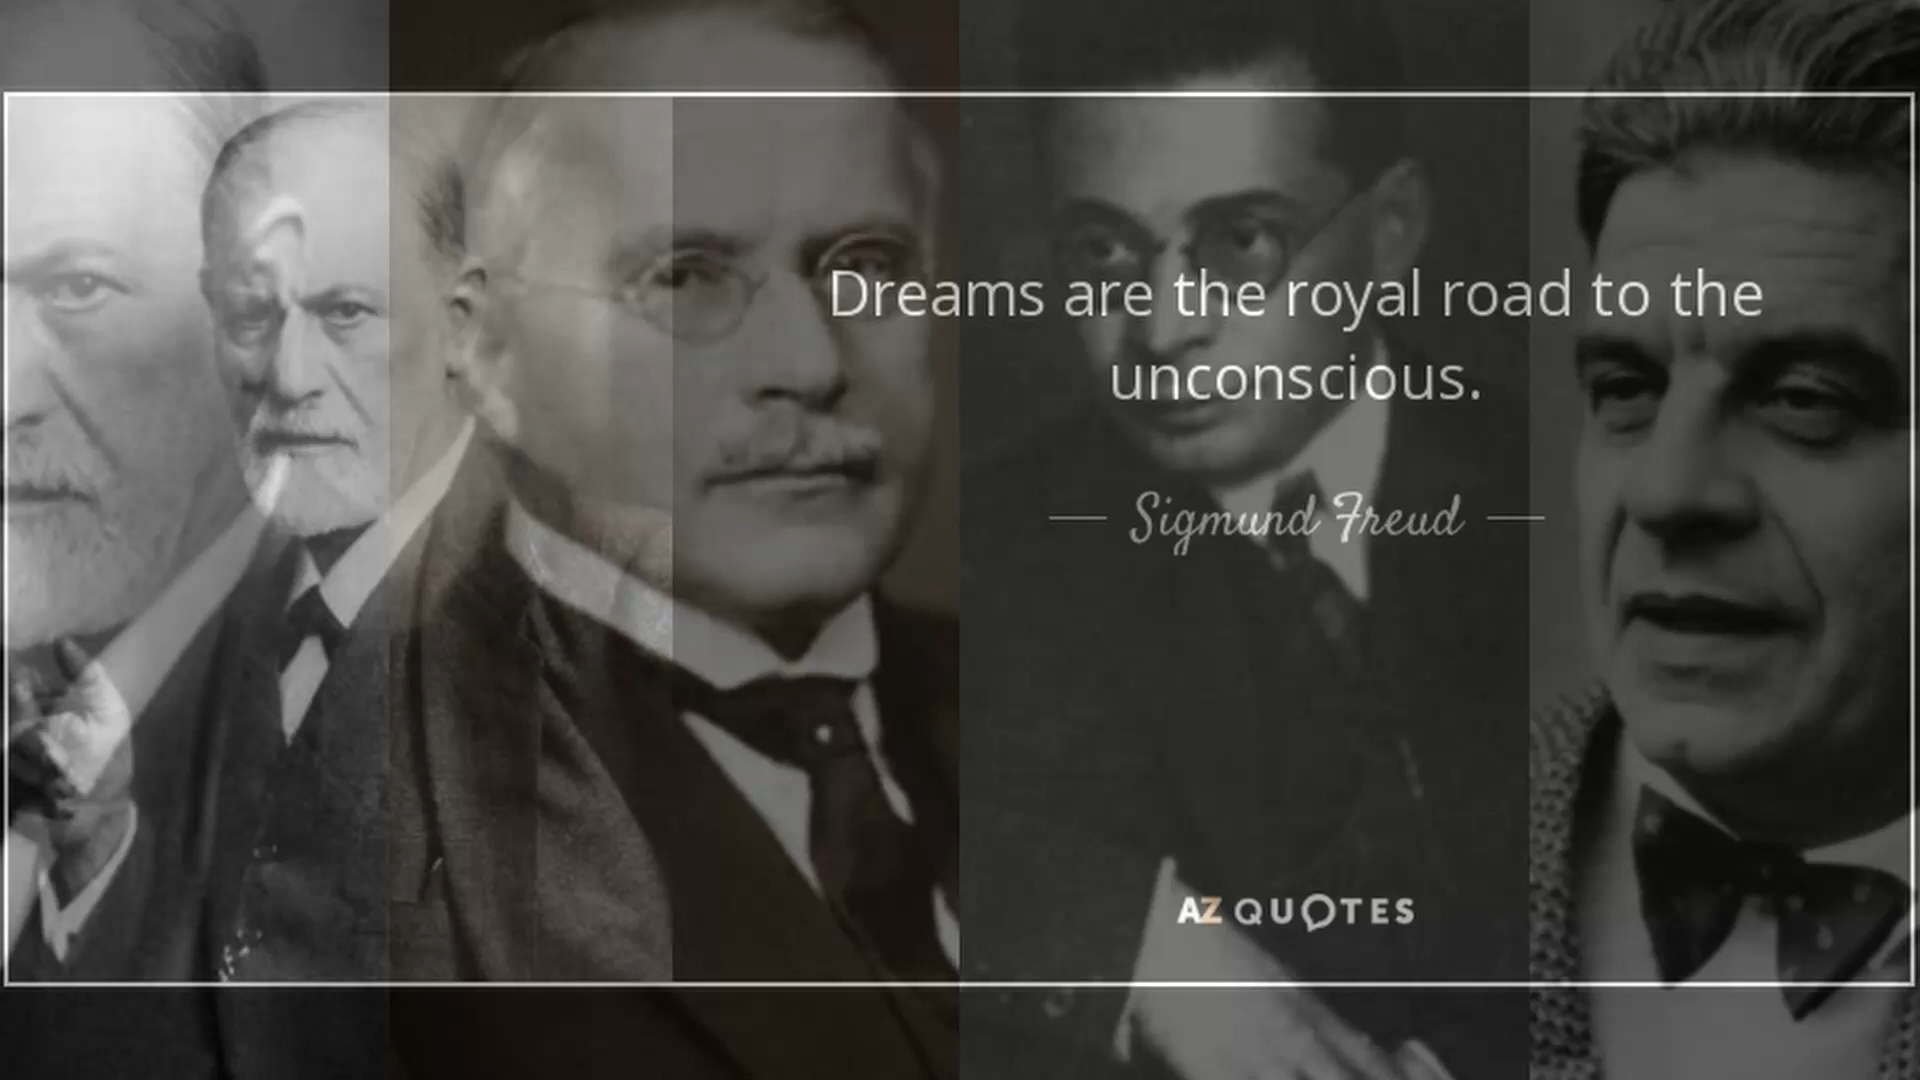 Dreams are the royal road to the
unconscious.
— Sigmund Freud —
AZ QUOTES